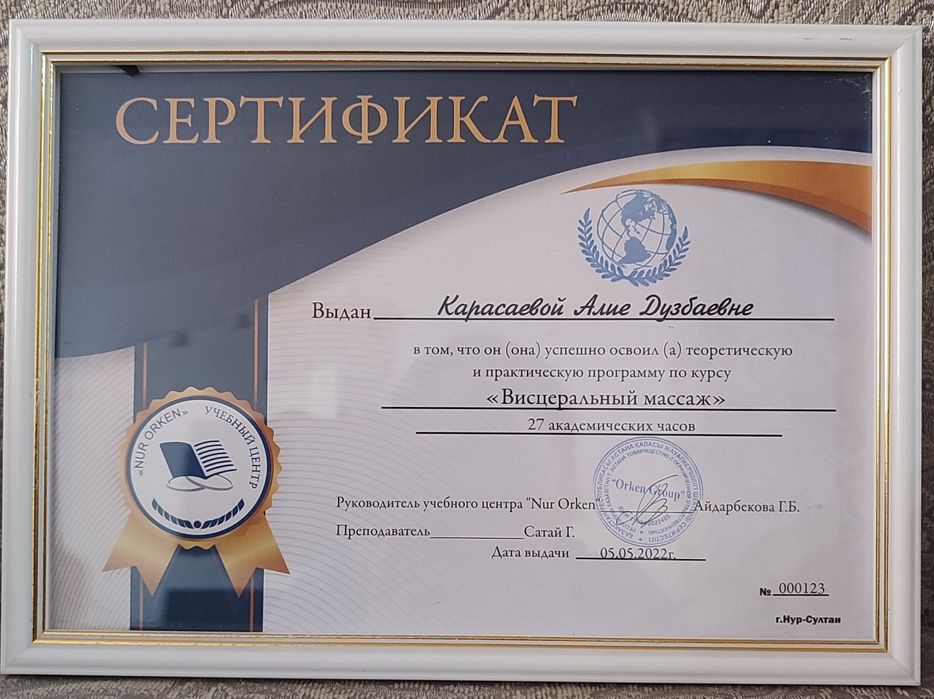 СЕРТИФИКАТ
Выдан Карасаевой Алие Дузбаевне
в том, что он (она) успешно освоил (а) теоретическую
и практическую программу по курсу
«Висцеральный массаж»
27 академических часов
«NUR ORKEN» УЧЕБНЫЙ ЦЕНТР
"Orken Group"
Руководитель учебного центра "Nur Orken Айдарбекова Г.Б.
Преподаватель Сатай Г.
Дата выдачи 05.05.2022г.
№ 000123
г.Нур-Султан